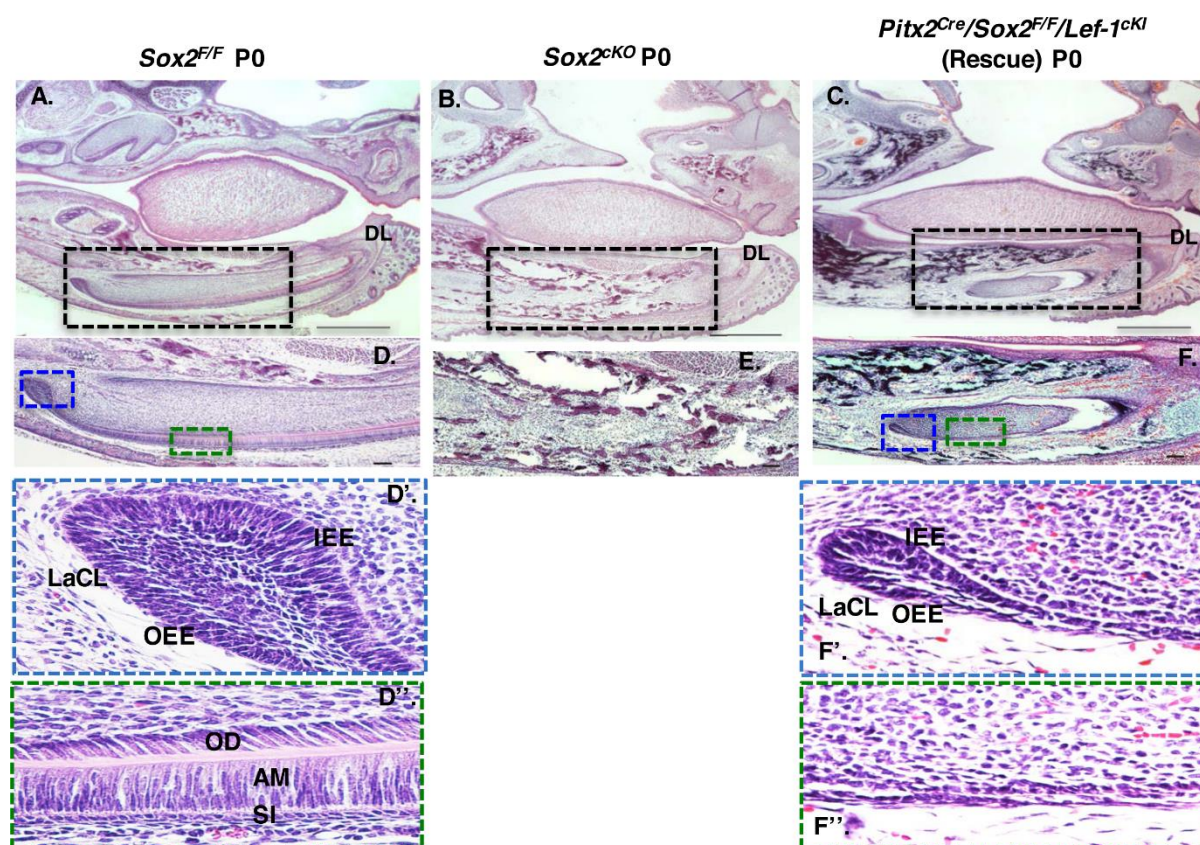 Sox2F/F P0
Sox2cKO P0
Pitx2Cre/Sox2F/F/Lef-1cKI
(Rescue) P0
A.
DL
B.
DL
C.
DL
D.
E.
F.
D'.
IEE
LaCL
OEE
IEE
LaCL
OEE
F'.
D''.
OD
AM
SI
F''.